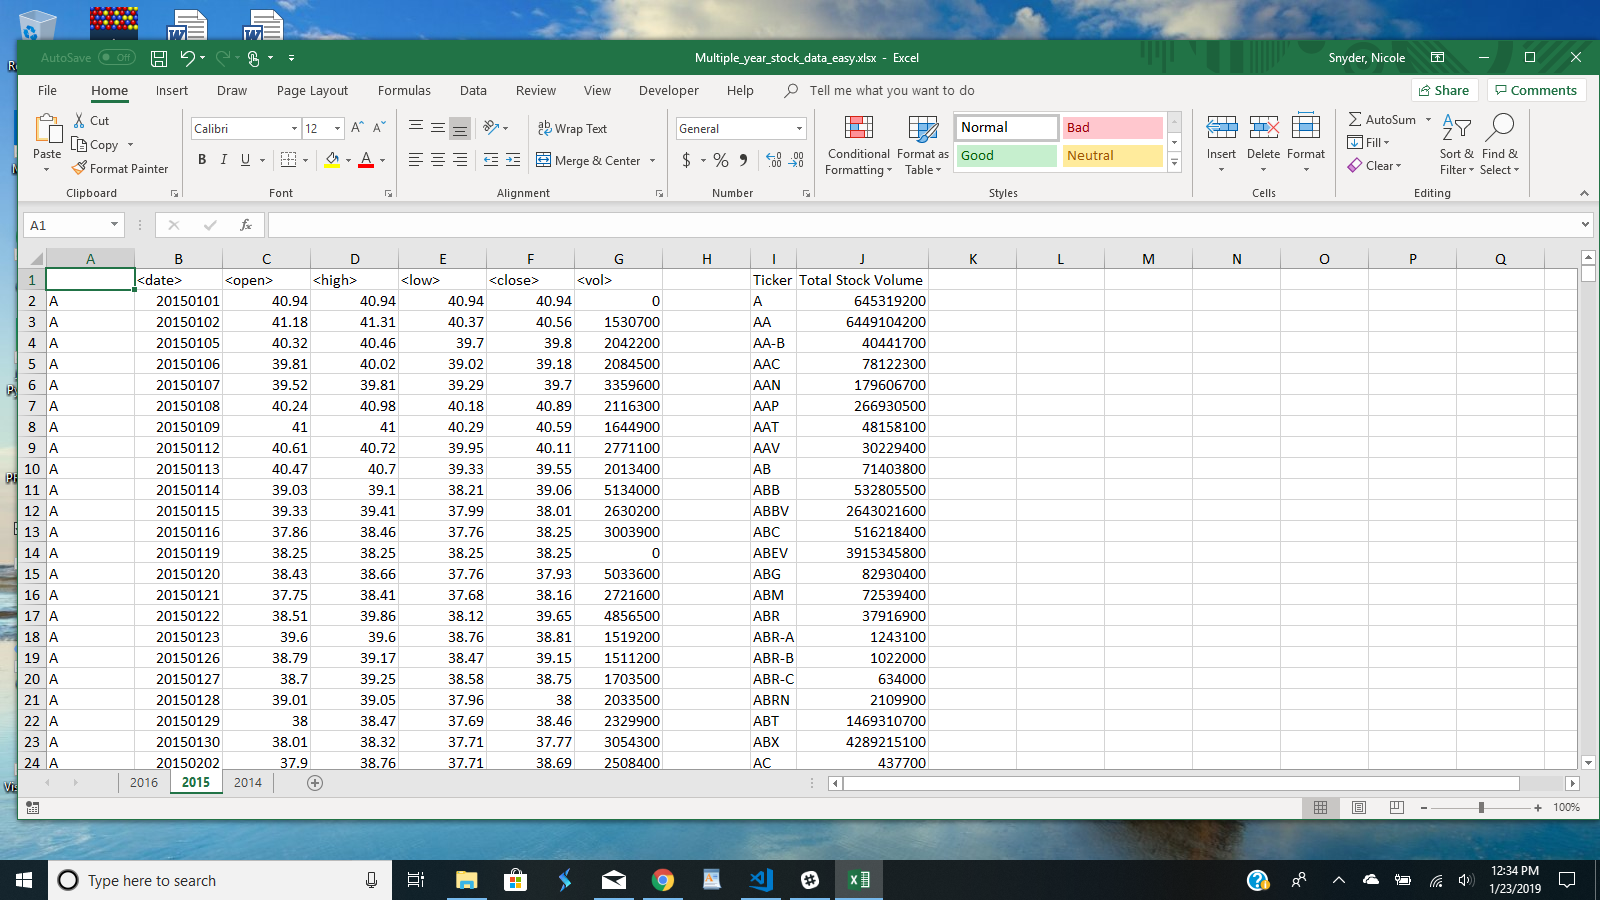 AutoSave Off
Multiple_year_stock_data_easy.xlsx - Excel
Snyder, Nicole
File Home Insert Draw Page Layout Formulas Data Review View Developer Help Tell me what you want to do Share Comments
Paste
Cut
Copy
Format Painter
Clipboard
Calibri 12
B I U A
Font
Wrap Text
Merge & Center
Alignment
General
$ % ,
Number
Conditional Formatting
Format as Table
Normal Bad
Good Neutral
Styles
Insert Delete Format
Cells
AutoSum
Fill
Clear
Sort & Filter
Find & Select
Editing
A1 fx
A B C D E F G H I J K L M N O P Q
1 <date> <open> <high> <low> <close> <vol> Ticker Total Stock Volume
2 A 20150101 40.94 40.94 40.94 40.94 0 A 645319200
3 A 20150102 41.18 41.31 40.37 40.56 1530700 AA 6449104200
4 A 20150105 40.32 40.46 39.7 39.8 2042200 AA-B 40441700
5 A 20150106 39.81 40.02 39.02 39.18 2084500 AAC 78122300
6 A 20150107 39.52 39.81 39.29 39.7 3359600 AAN 179606700
7 A 20150108 40.24 40.98 40.18 40.89 2116300 AAP 266930500
8 A 20150109 41 41 40.29 40.59 1644900 AAT 48158100
9 A 20150112 40.61 40.72 39.95 40.11 2771100 AAV 30229400
10 A 20150113 40.47 40.7 39.33 39.55 2013400 AB 71403800
11 A 20150114 39.03 39.1 38.21 39.06 5134000 ABB 532805500
12 A 20150115 39.33 39.41 37.99 38.01 2630200 ABBV 2643021600
13 A 20150116 37.86 38.46 37.76 38.25 3003900 ABC 516218400
14 A 20150119 38.25 38.25 38.25 38.25 0 ABEV 3915345800
15 A 20150120 38.43 38.66 37.76 37.93 5033600 ABG 82930400
16 A 20150121 37.75 38.41 37.68 38.16 2721600 ABM 72539400
17 A 20150122 38.51 39.86 38.12 39.65 4856500 ABR 37916900
18 A 20150123 39.6 39.6 38.76 38.81 1519200 ABR-A 1243100
19 A 20150126 38.79 39.17 38.47 39.15 1511200 ABR-B 1022000
20 A 20150127 38.7 39.25 38.58 38.75 1703500 ABR-C 634000
21 A 20150128 39.01 39.05 37.96 38 2033500 ABRN 2109900
22 A 20150129 38 38.47 37.69 38.46 2329900 ABT 1469310700
23 A 20150130 38.01 38.32 37.71 37.77 3054300 ABX 4289215100
24 A 20150202 37.9 38.76 37.71 38.69 2508400 AC 437700
2016 2015 2014
100%
Type here to search
12:34 PM
1/23/2019